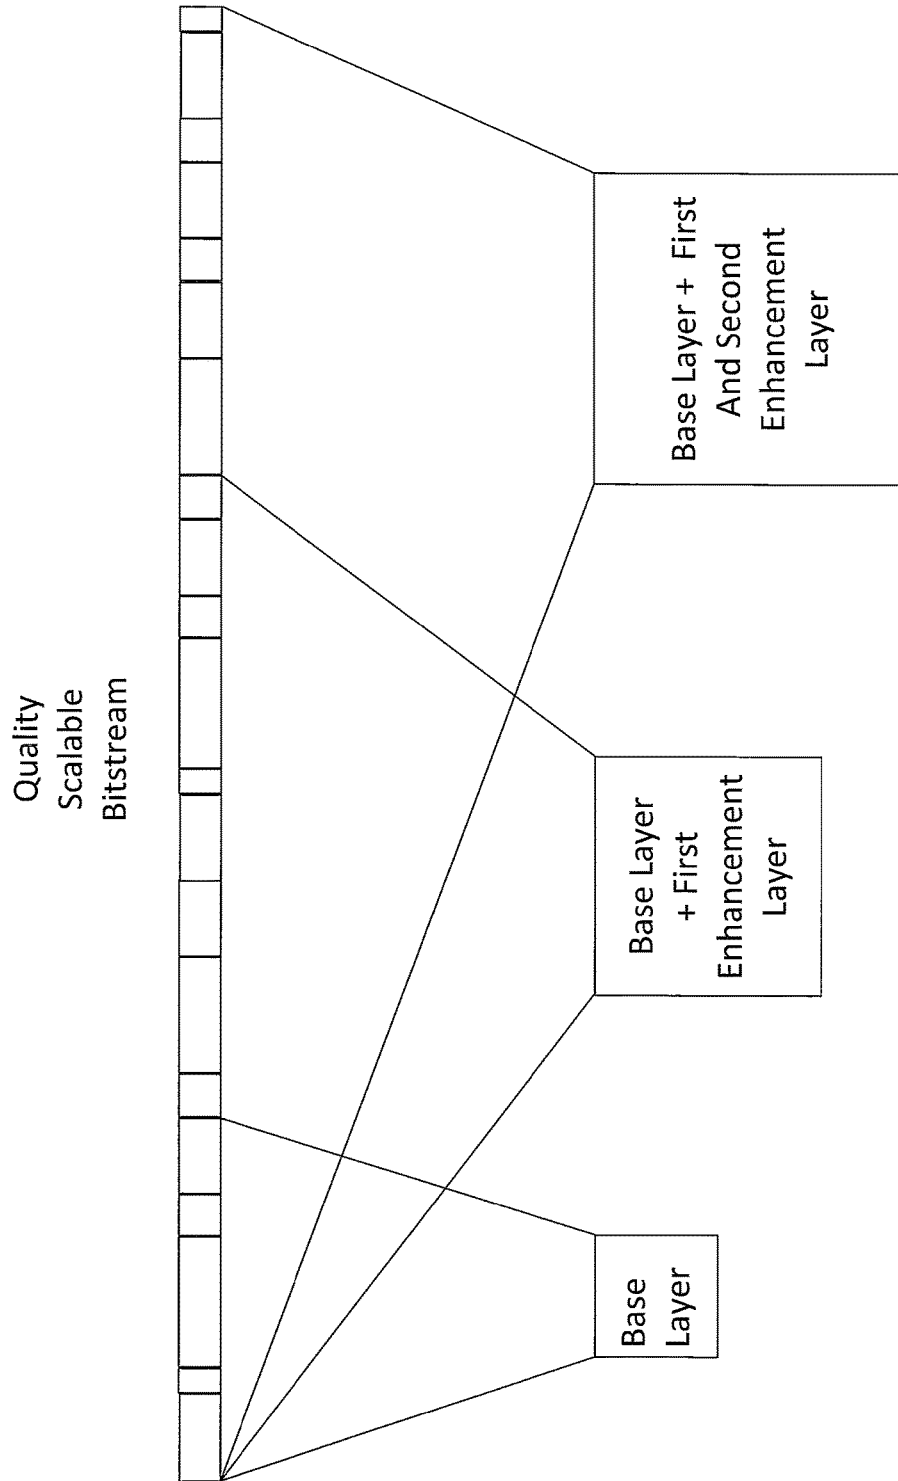 Quality
Scalable
Bitstream
Base
Layer
Base Layer
+ First
Enhancement
Layer
Base Layer + First
And Second
Enhancement
Layer